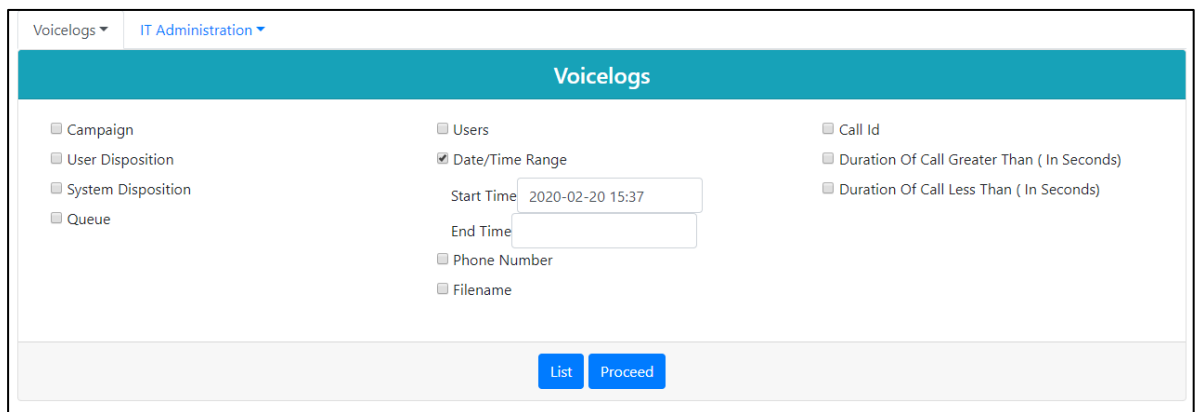 Voicelogs IT Administration
Voicelogs
Campaign
User Disposition
System Disposition
Queue
Users
Date/Time Range
Start Time 2020-02-20 15:37
End Time
Phone Number
Filename
Call Id
Duration Of Call Greater Than ( In Seconds)
Duration Of Call Less Than ( In Seconds)
List Proceed